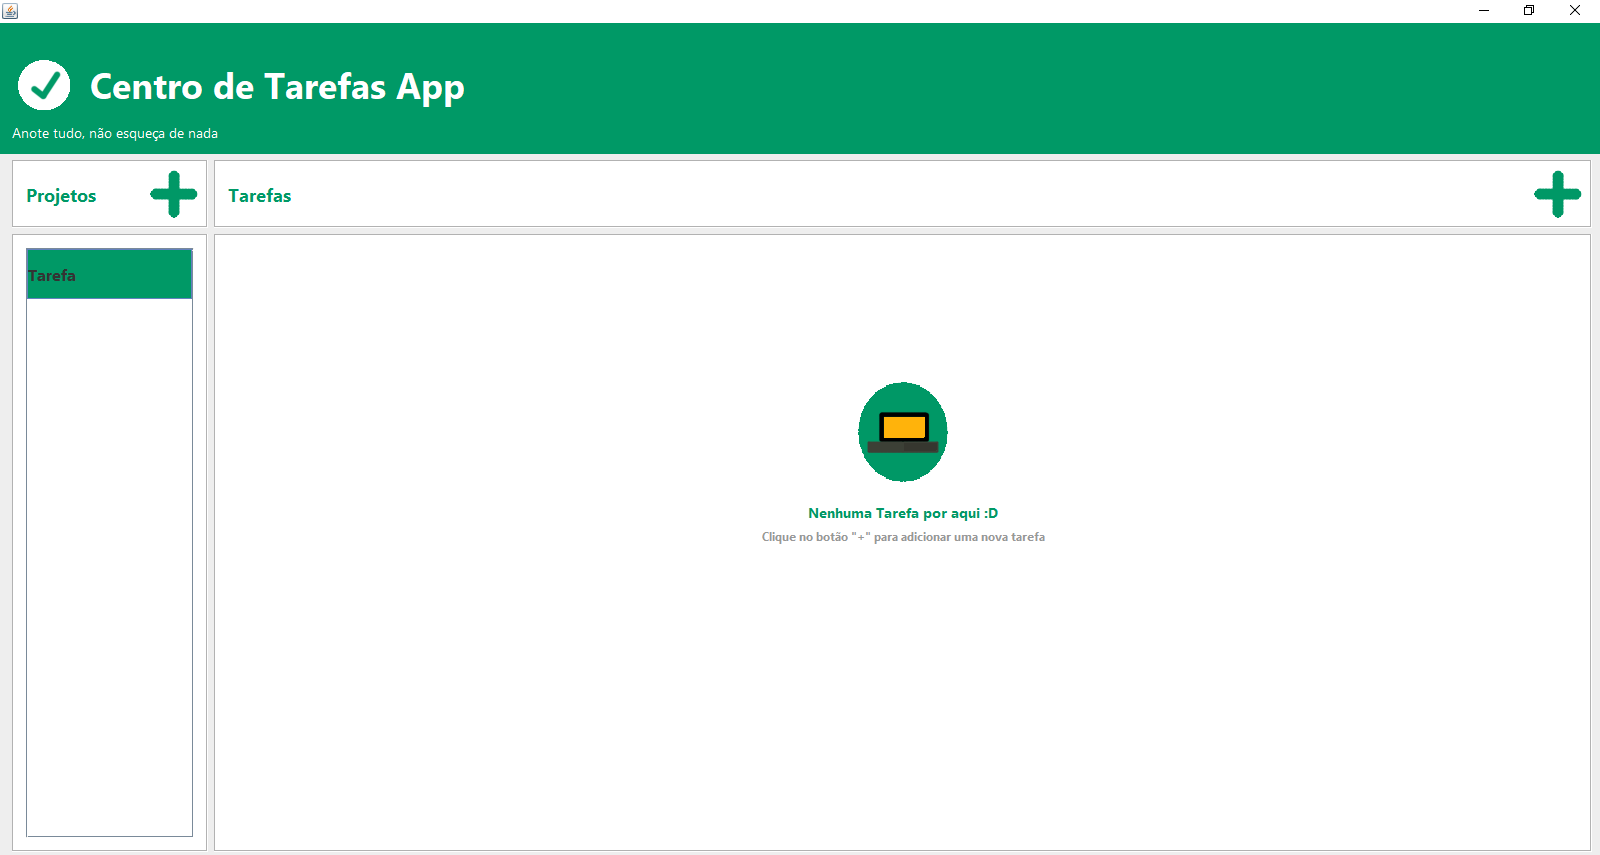 Centro de Tarefas App
Anote tudo, não esqueça de nada
Projetos
Tarefas
Tarefa
Nenhuma Tarefa por aqui :D
Clique no botão "+" para adicionar uma nova tarefa